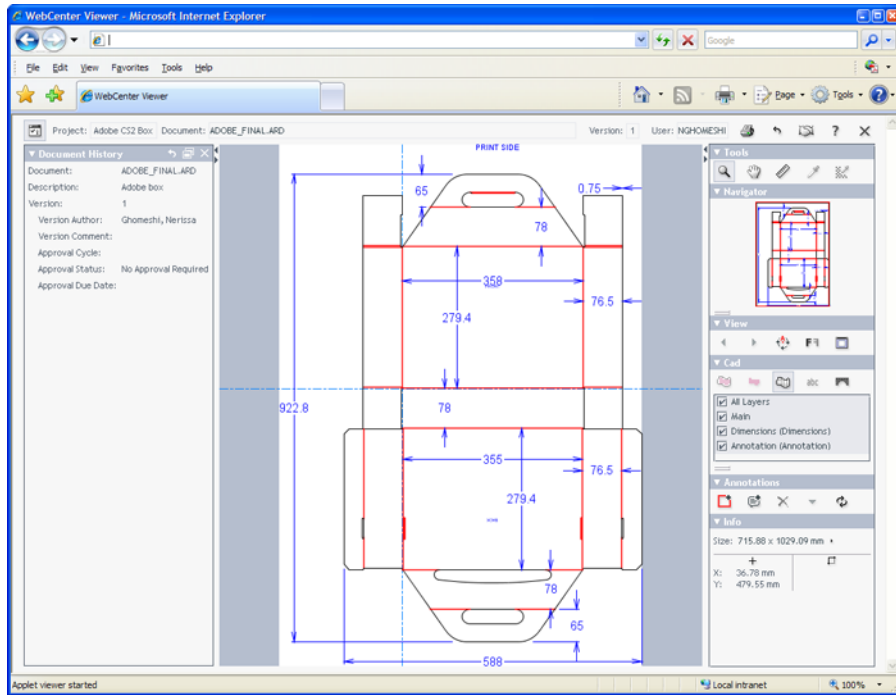 WebCenter Viewer - Microsoft Internet Explorer
Google
File Edit View Favorites Tools Help
WebCenter Viewer
Page Tools
Project: Adobe CS2 Box Document: ADOBE_FINAL.ARD Version: 1 User: NGHOMESHI
Document History
Document: ADOBE_FINAL.ARD
Description: Adobe box
Version: 1
Version Author: Ghomeshi, Nerissa
Version Comment:
Approval Cycle:
Approval Status: No Approval Required
Approval Due Date:
PRINT SIDE
65
0.75
78
358
76.5
279.4
922.8
78
355
76.5
279.4
78
65
588
Tools
Navigator
View
Cad
abc
All Layers
Main
Dimensions (Dimensions)
Annotation (Annotation)
Annotations
Info
Size: 715.88 x 1029.09 mm
X: 36.78 mm
Y: 479.55 mm
Applet viewer started
Local intranet
100%